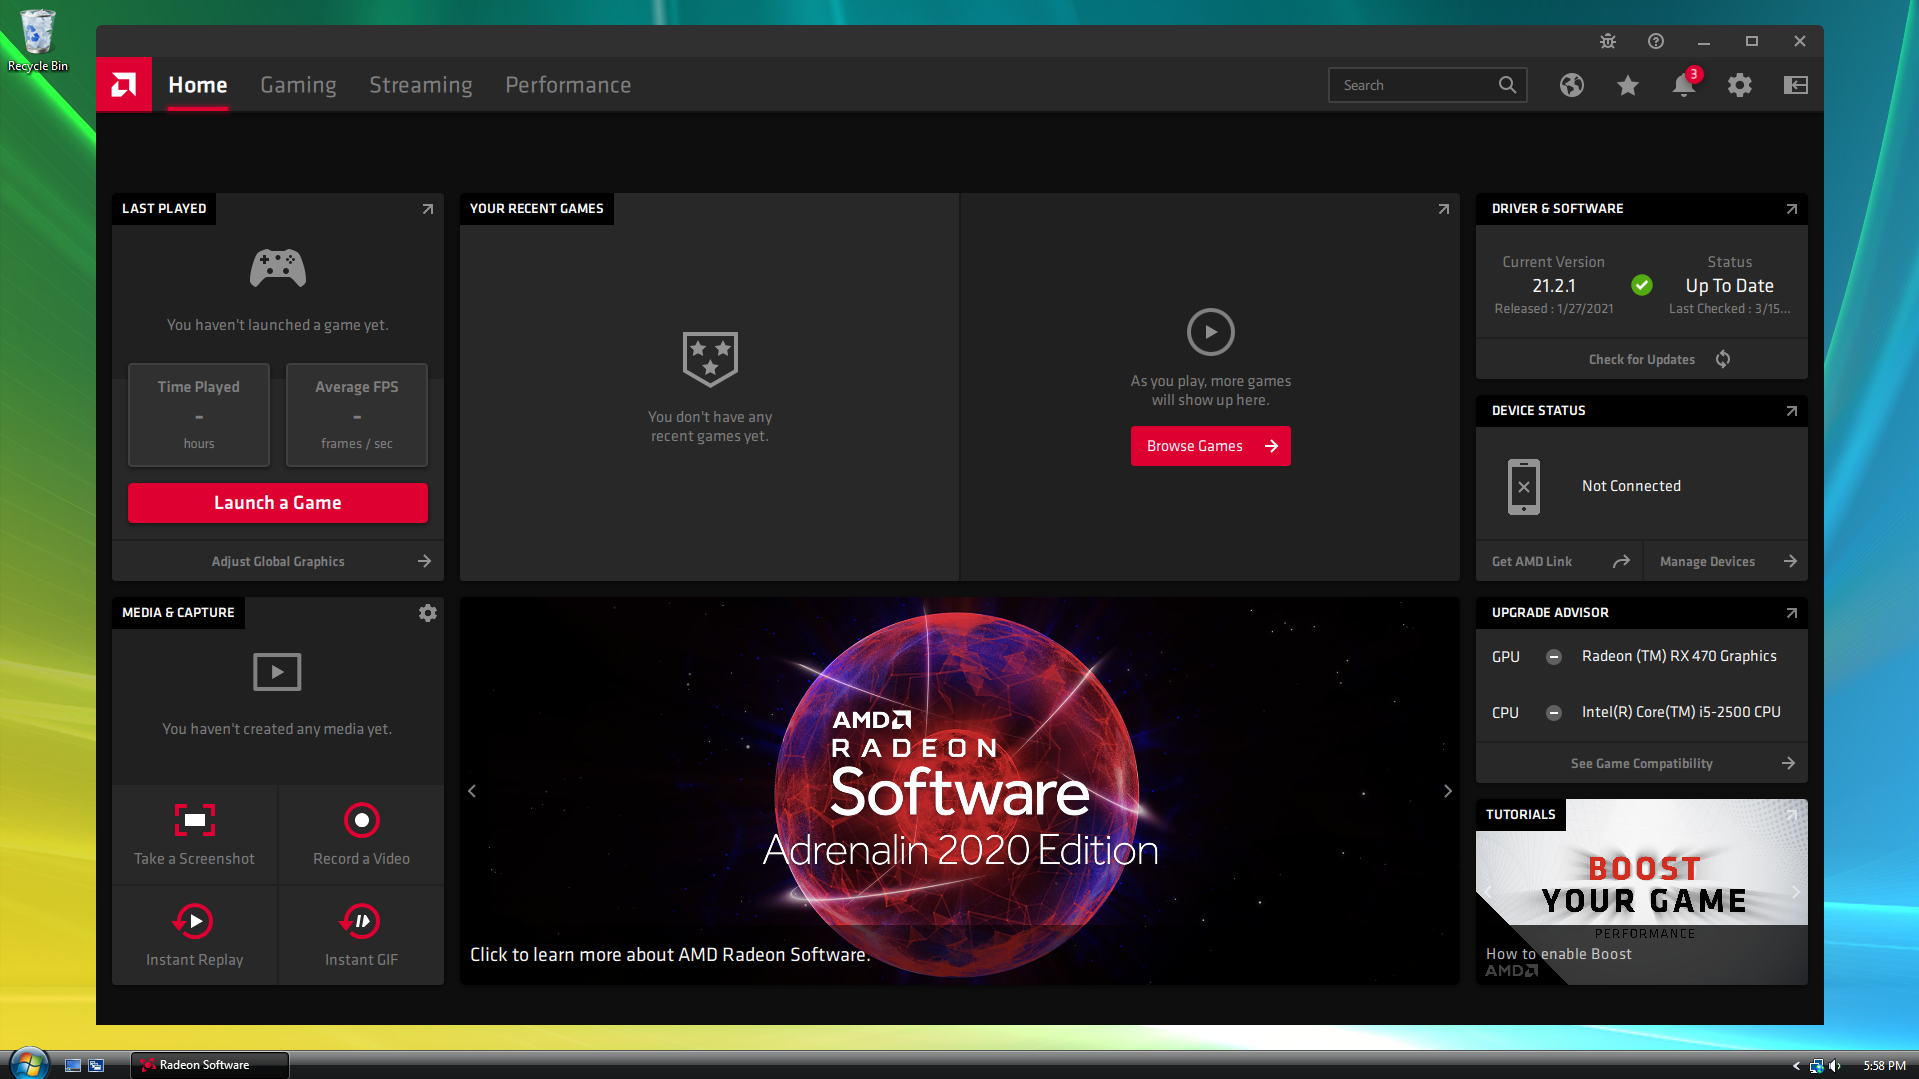 Recycle Bin
Home
Gaming
Streaming
Performance
Search
3
LAST PLAYED
You haven't launched a game yet.
Time Played
-
hours
Average FPS
-
frames / sec
Launch a Game
Adjust Global Graphics
YOUR RECENT GAMES
You don't have any
recent games yet.
As you play, more games
will show up here.
Browse Games
DRIVER & SOFTWARE
Current Version
21.2.1
Released : 1/27/2021
Status
Up To Date
Last Checked : 3/15...
Check for Updates
DEVICE STATUS
Not Connected
Get AMD Link
Manage Devices
MEDIA & CAPTURE
You haven't created any media yet.
Take a Screenshot
Record a Video
Instant Replay
Instant GIF
AMD
RADEON
Software
Adrenalin 2020 Edition
Click to learn more about AMD Radeon Software.
UPGRADE ADVISOR
GPU
Radeon (TM) RX 470 Graphics
CPU
Intel(R) Core(TM) i5-2500 CPU
See Game Compatibility
TUTORIALS
BOOST
YOUR GAME
PERFORMANCE
How to enable Boost
AMD
Radeon Software
5:58 PM